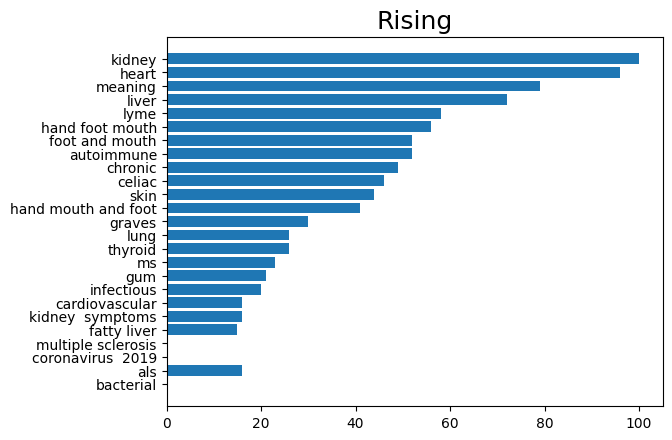 Rising
kidney
heart
meaning
liver
lyme
hand foot mouth
foot and mouth
autoimmune
chronic
celiac
skin
hand mouth and foot
graves
lung
thyroid
ms
gum
infectious
cardiovascular
kidney  symptoms
fatty liver
multiple sclerosis
coronavirus  2019
als
bacterial
0 20 40 60 80 100